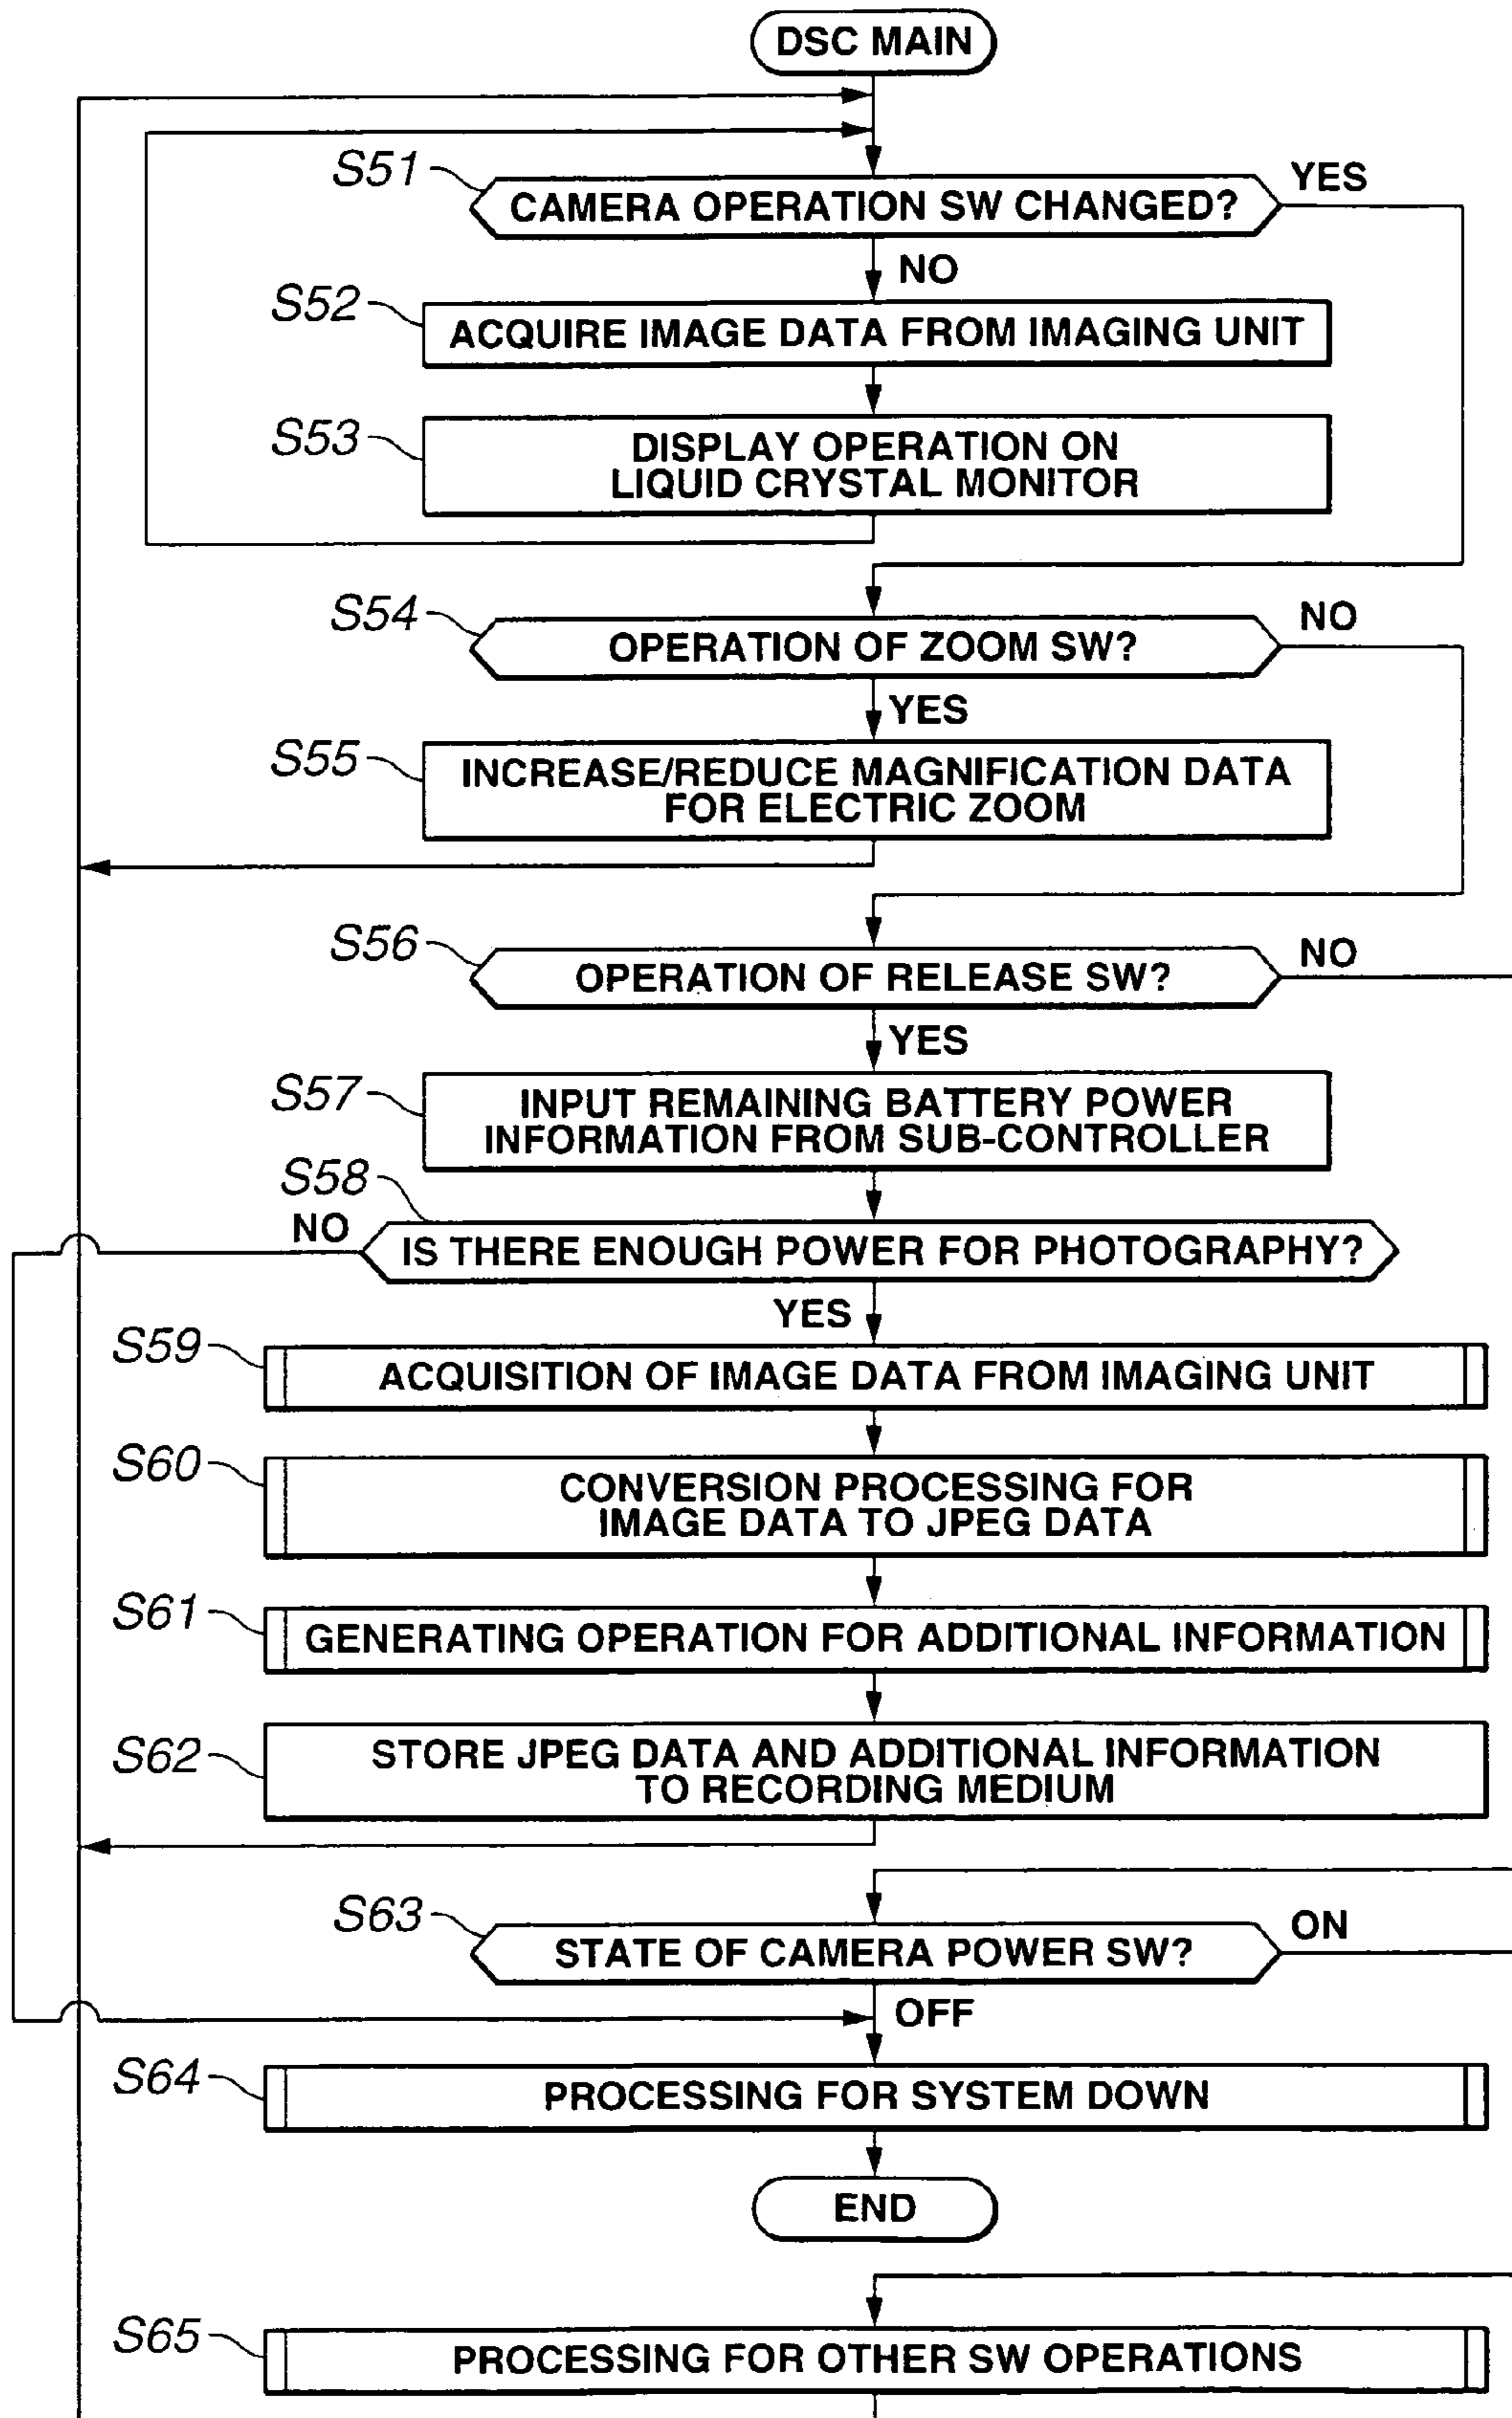 DSC MAIN
S51
CAMERA OPERATION SW CHANGED?
YES
NO
S52
ACQUIRE IMAGE DATA FROM IMAGING UNIT
S53
DISPLAY OPERATION ON
LIQUID CRYSTAL MONITOR
S54
OPERATION OF ZOOM SW?
NO
YES
S55
INCREASE/REDUCE MAGNIFICATION DATA
FOR ELECTRIC ZOOM
S56
OPERATION OF RELEASE SW?
NO
YES
S57
INPUT REMAINING BATTERY POWER
INFORMATION FROM SUB-CONTROLLER
S58
NO
IS THERE ENOUGH POWER FOR PHOTOGRAPHY?
YES
S59
ACQUISITION OF IMAGE DATA FROM IMAGING UNIT
S60
CONVERSION PROCESSING FOR
IMAGE DATA TO JPEG DATA
S61
GENERATING OPERATION FOR ADDITIONAL INFORMATION
S62
STORE JPEG DATA AND ADDITIONAL INFORMATION
TO RECORDING MEDIUM
S63
STATE OF CAMERA POWER SW?
ON
OFF
S64
PROCESSING FOR SYSTEM DOWN
END
S65
PROCESSING FOR OTHER SW OPERATIONS